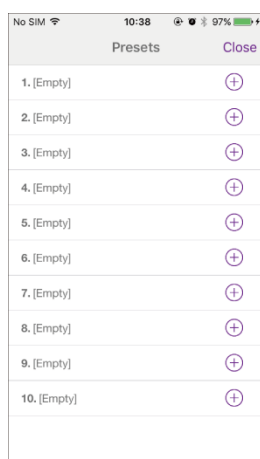 No SIM 10:38 97%
Presets Close
1. [Empty]
2. [Empty]
3. [Empty]
4. [Empty]
5. [Empty]
6. [Empty]
7. [Empty]
8. [Empty]
9. [Empty]
10. [Empty]